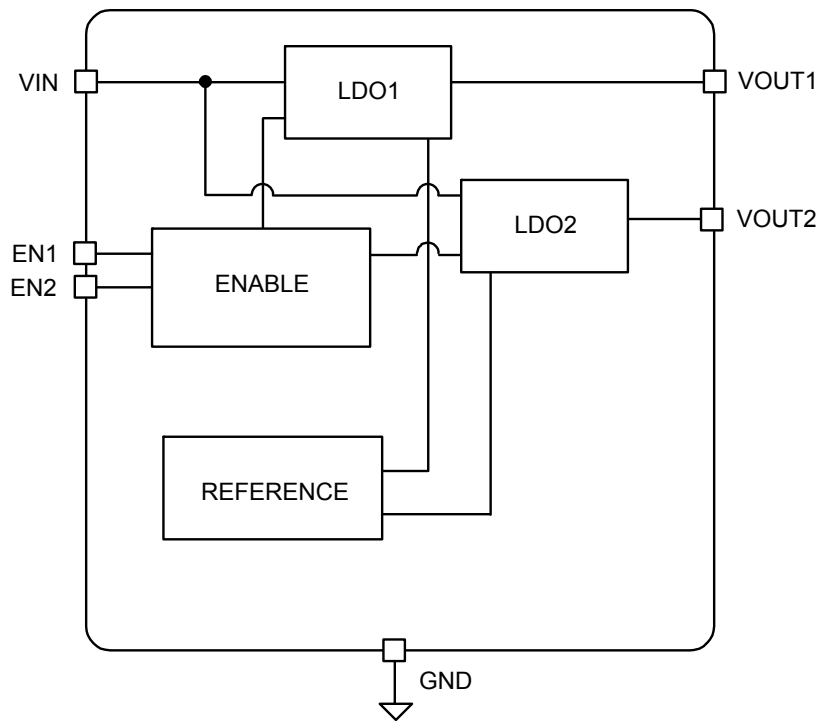 VIN
LDO1
VOUT1
LDO2
VOUT2
EN1
ENABLE
EN2
REFERENCE
GND